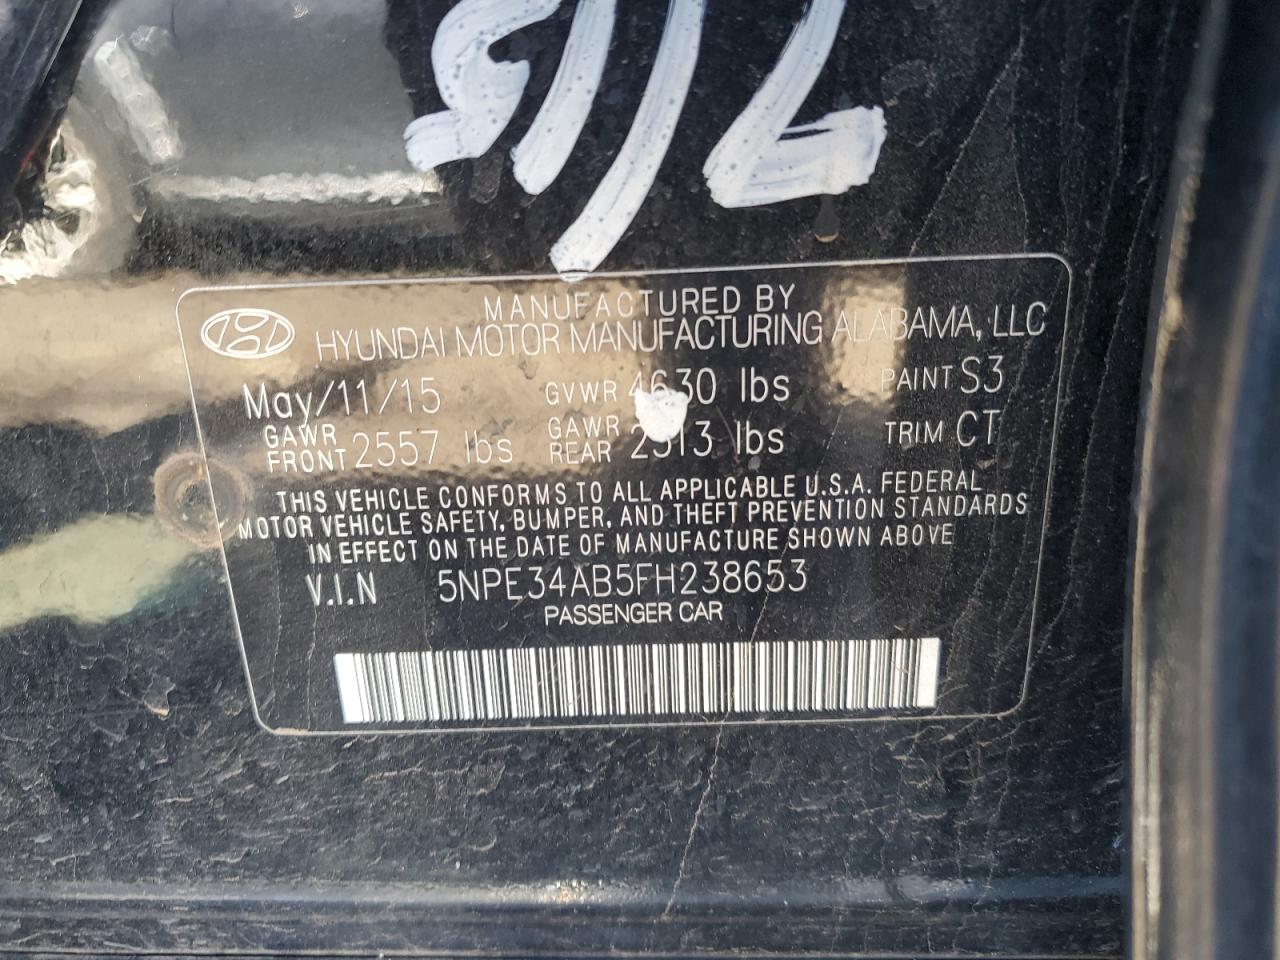 MANUFACTURED BY
HYUNDAI MOTOR MANUFACTURING ALABAMA, LLC
May/11/15 GVWR 4630 lbs PAINT S3
GAWR FRONT 2557 lbs GAWR REAR 2513 lbs TRIM CT
THIS VEHICLE CONFORMS TO ALL APPLICABLE U.S.A. FEDERAL
MOTOR VEHICLE SAFETY, BUMPER, AND THEFT PREVENTION STANDARDS
IN EFFECT ON THE DATE OF MANUFACTURE SHOWN ABOVE
V.I.N 5NPE34AB5FH238653
PASSENGER CAR